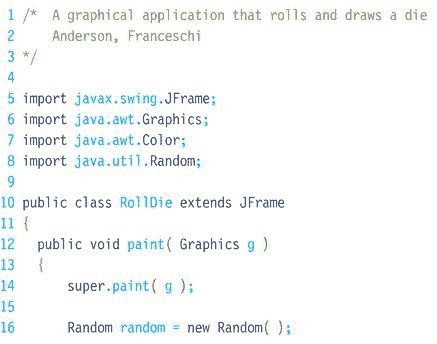 1 /*  A graphical application that rolls and draws a die
2     Anderson, Franceschi
3 */
4
5 import javax.swing.JFrame;
6 import java.awt.Graphics;
7 import java.awt.Color;
8 import java.util.Random;
9
10 public class RollDie extends JFrame
11 {
12   public void paint( Graphics g )
13   {
14      super.paint( g );
15
16      Random random = new Random( );